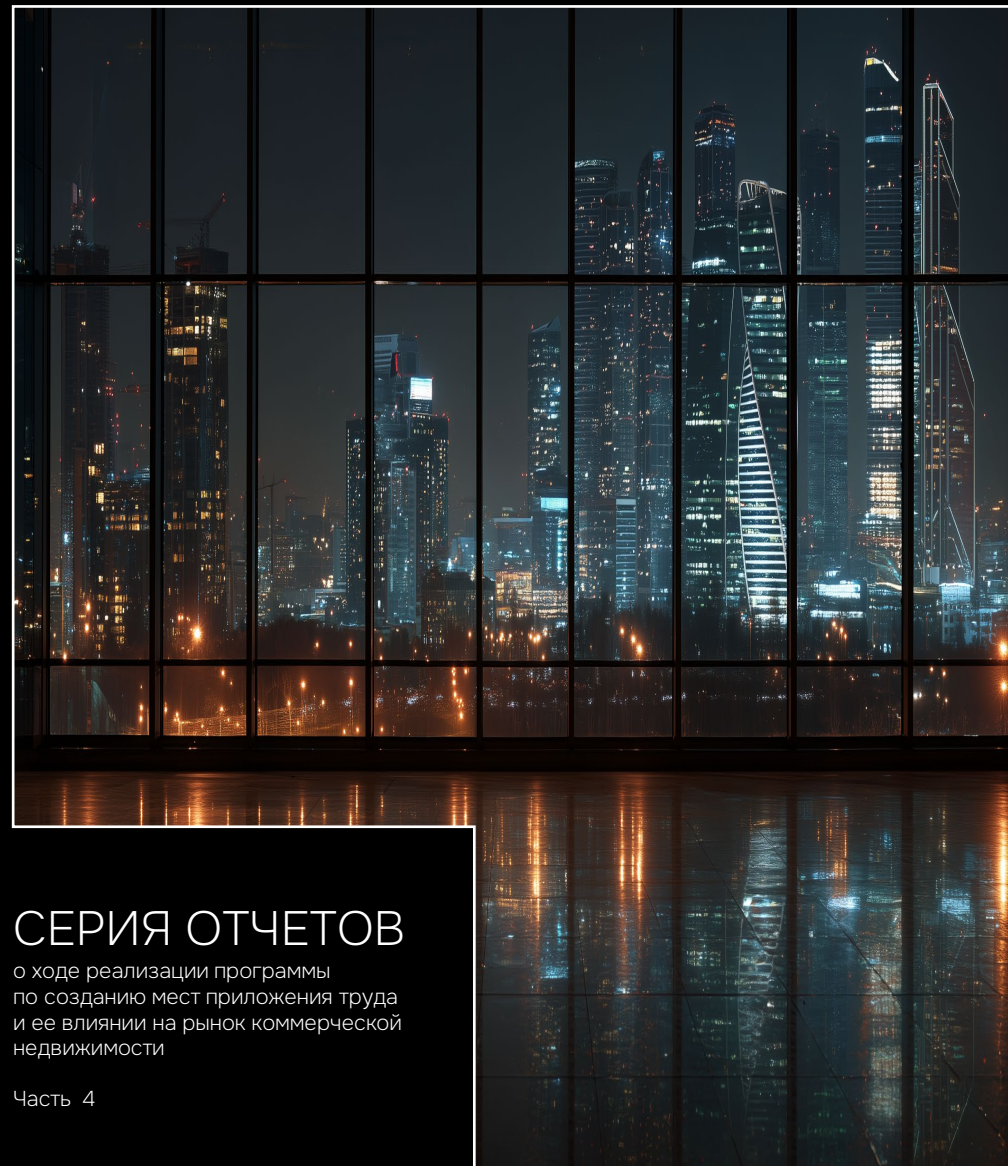 СЕРИЯ ОТЧЕТОВ
о ходе реализации программы
по созданию мест приложения труда
и ее влиянии на рынок коммерческой
недвижимости
Часть 4